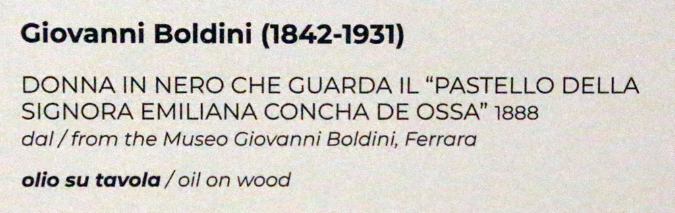 Giovanni Boldini (1842-1931)
DONNA IN NERO CHE GUARDA IL “PASTELLO DELLA
SIGNORA EMILIANA CONCHA DE OSSA” 1888
dal / from the Museo Giovanni Boldini, Ferrara
olio su tavola / oil on wood